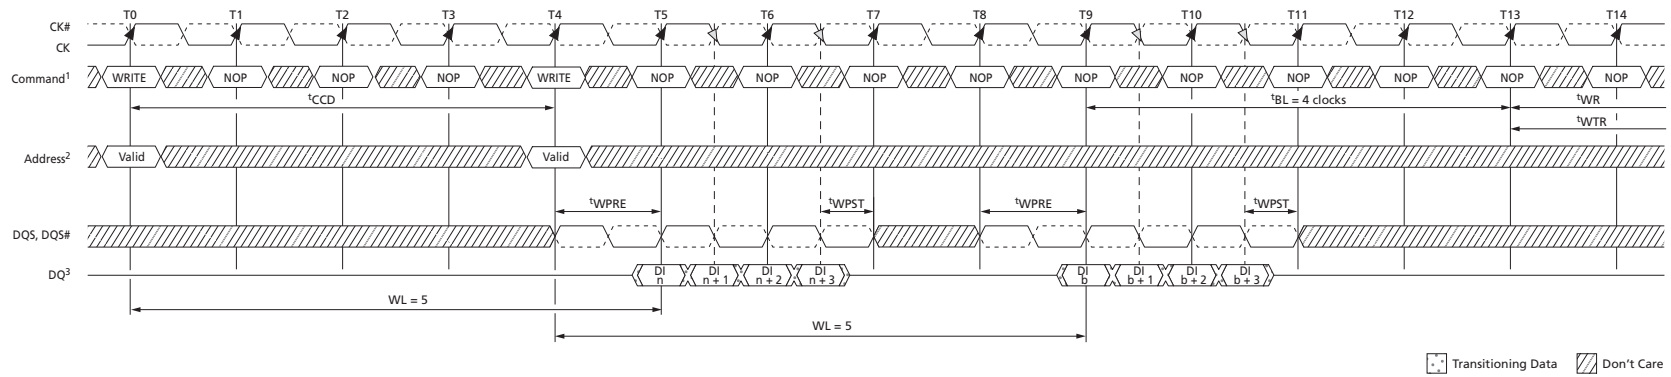 T0 T1 T2 T3 T4 T5 T6 T7 T8 T9 T10 T11 T12 T13 T14
CK#
CK
Command1 WRITE NOP NOP NOP WRITE NOP NOP NOP NOP NOP NOP NOP NOP NOP NOP
tCCD tBL = 4 clocks tWR
tWTR
Address2 Valid Valid
tWPRE tWPST tWPRE tWPST
DQS, DQS#
DQ3 DI n DI n + 1 DI n + 2 DI n + 3 DI b DI b + 1 DI b + 2 DI b + 3
WL = 5
WL = 5
Transitioning Data Don't Care